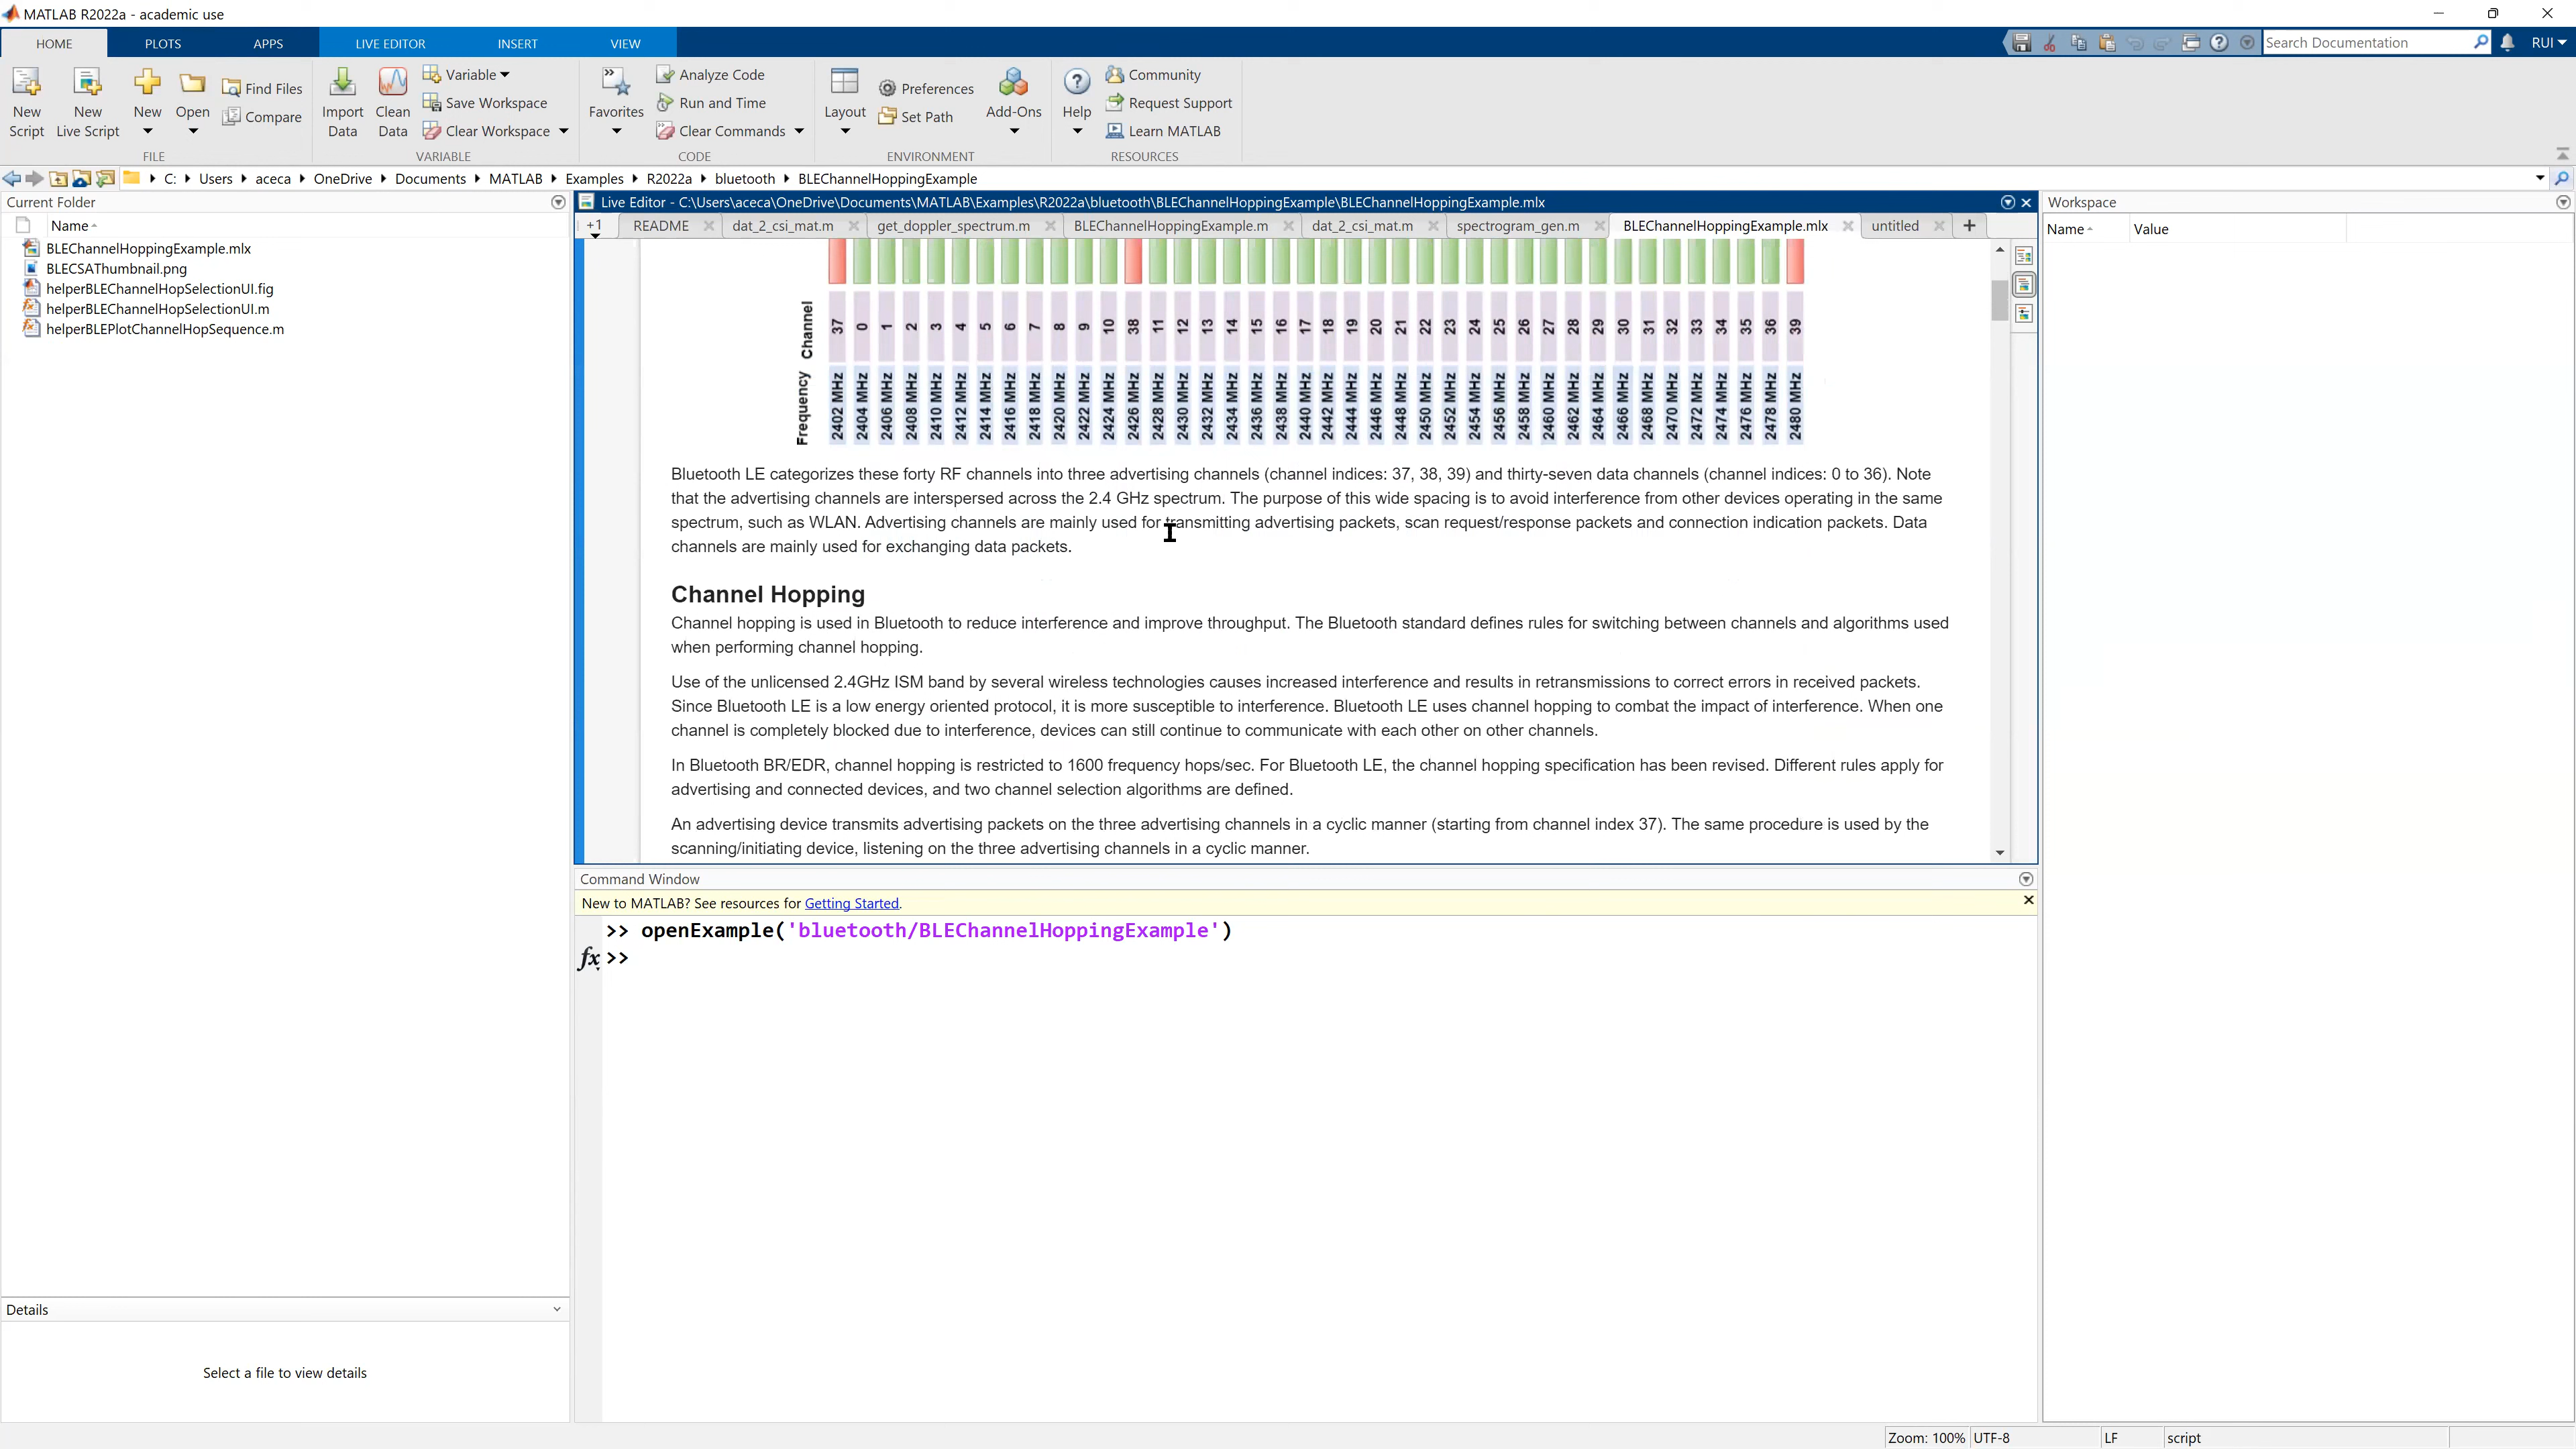 MATLAB R2022a - academic use
HOME PLOTS APPS LIVE EDITOR INSERT VIEW
Search Documentation RUI
New Script
New Live Script
New
Open
Find Files
Compare
FILE
Import Data
Clean Data
Variable
Save Workspace
Clear Workspace
VARIABLE
Favorites
Analyze Code
Run and Time
Clear Commands
CODE
Layout
Preferences
Set Path
Add-Ons
ENVIRONMENT
Help
Community
Request Support
Learn MATLAB
RESOURCES
C: Users aceca OneDrive Documents MATLAB Examples R2022a bluetooth BLEChannelHoppingExample
Current Folder
Name
BLEChannelHoppingExample.mlx
BLECSAThumbnail.png
helperBLEChannelHopSelectionUI.fig
helperBLEChannelHopSelectionUI.m
helperBLEPlotChannelHopSequence.m
Details
Select a file to view details
Live Editor - C:\Users\aceca\OneDrive\Documents\MATLAB\Examples\R2022a\bluetooth\BLEChannelHoppingExample\BLEChannelHoppingExample.mlx
+1 README dat_2_csi_mat.m get_doppler_spectrum.m BLEChannelHoppingExample.m dat_2_csi_mat.m spectrogram_gen.m BLEChannelHoppingExample.mlx untitled
Channel 37 0 1 2 3 4 5 6 7 8 9 10 38 11 12 13 14 15 16 17 18 19 20 21 22 23 24 25 26 27 28 29 30 31 32 33 34 35 36 39
Frequency 2402 MHz 2404 MHz 2406 MHz 2408 MHz 2410 MHz 2412 MHz 2414 MHz 2416 MHz 2418 MHz 2420 MHz 2422 MHz 2424 MHz 2426 MHz 2428 MHz 2430 MHz 2432 MHz 2434 MHz 2436 MHz 2438 MHz 2440 MHz 2442 MHz 2444 MHz 2446 MHz 2448 MHz 2450 MHz 2452 MHz 2454 MHz 2456 MHz 2458 MHz 2460 MHz 2462 MHz 2464 MHz 2466 MHz 2468 MHz 2470 MHz 2472 MHz 2474 MHz 2476 MHz 2478 MHz 2480 MHz
Bluetooth LE categorizes these forty RF channels into three advertising channels (channel indices: 37, 38, 39) and thirty-seven data channels (channel indices: 0 to 36). Note
that the advertising channels are interspersed across the 2.4 GHz spectrum. The purpose of this wide spacing is to avoid interference from other devices operating in the same
spectrum, such as WLAN. Advertising channels are mainly used for transmitting advertising packets, scan request/response packets and connection indication packets. Data
channels are mainly used for exchanging data packets.
Channel Hopping
Channel hopping is used in Bluetooth to reduce interference and improve throughput. The Bluetooth standard defines rules for switching between channels and algorithms used
when performing channel hopping.
Use of the unlicensed 2.4GHz ISM band by several wireless technologies causes increased interference and results in retransmissions to correct errors in received packets.
Since Bluetooth LE is a low energy oriented protocol, it is more susceptible to interference. Bluetooth LE uses channel hopping to combat the impact of interference. When one
channel is completely blocked due to interference, devices can still continue to communicate with each other on other channels.
In Bluetooth BR/EDR, channel hopping is restricted to 1600 frequency hops/sec. For Bluetooth LE, the channel hopping specification has been revised. Different rules apply for
advertising and connected devices, and two channel selection algorithms are defined.
An advertising device transmits advertising packets on the three advertising channels in a cyclic manner (starting from channel index 37). The same procedure is used by the
scanning/initiating device, listening on the three advertising channels in a cyclic manner.
Command Window
New to MATLAB? See resources for Getting Started.
>> openExample('bluetooth/BLEChannelHoppingExample')
fx >>
Workspace
Name Value
Zoom: 100% UTF-8 LF script